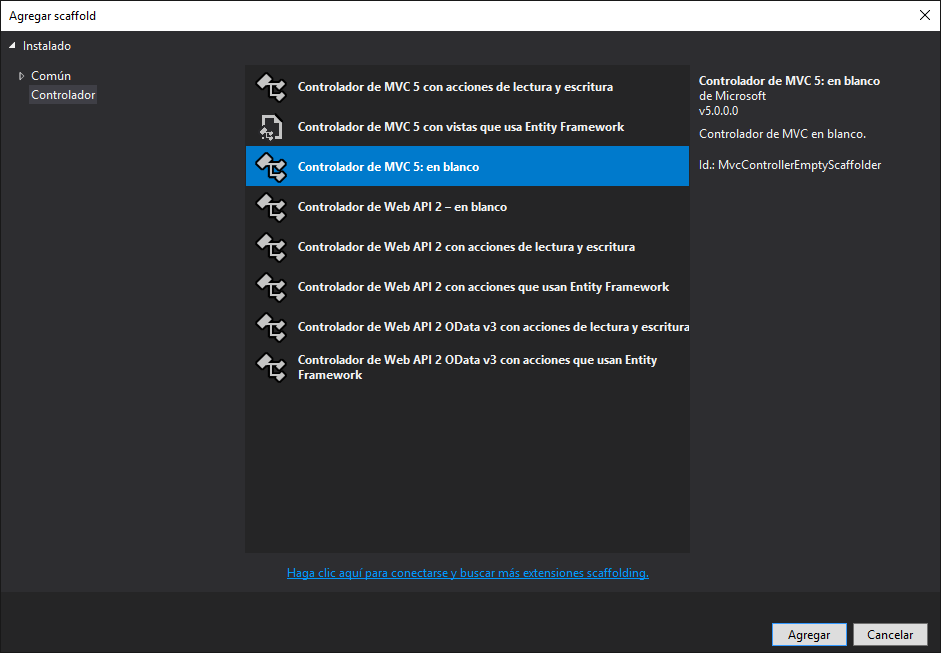 Agregar scaffold
Instalado
Común
Controlador
Controlador de MVC 5 con acciones de lectura y escritura
Controlador de MVC 5 con vistas que usa Entity Framework
Controlador de MVC 5: en blanco
Controlador de Web API 2 – en blanco
Controlador de Web API 2 con acciones de lectura y escritura
Controlador de Web API 2 con acciones que usan Entity Framework
Controlador de Web API 2 OData v3 con acciones de lectura y escritura
Controlador de Web API 2 OData v3 con acciones que usan Entity
Framework
Controlador de MVC 5: en blanco
de Microsoft
v5.0.0.0
Controlador de MVC en blanco.
Id.: MvcControllerEmptyScaffolder
Haga clic aquí para conectarse y buscar más extensiones scaffolding.
Agregar
Cancelar